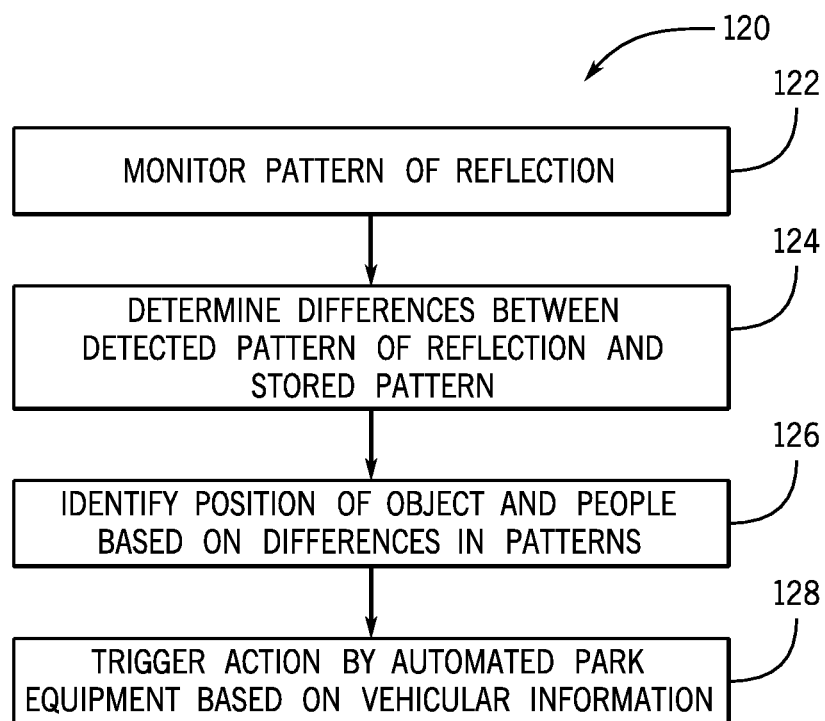 120
122
MONITOR PATTERN OF REFLECTION
124
DETERMINE DIFFERENCES BETWEEN
DETECTED PATTERN OF REFLECTION AND
STORED PATTERN
126
IDENTIFY POSITION OF OBJECT AND PEOPLE
BASED ON DIFFERENCES IN PATTERNS
128
TRIGGER ACTION BY AUTOMATED PARK
EQUIPMENT BASED ON VEHICULAR INFORMATION